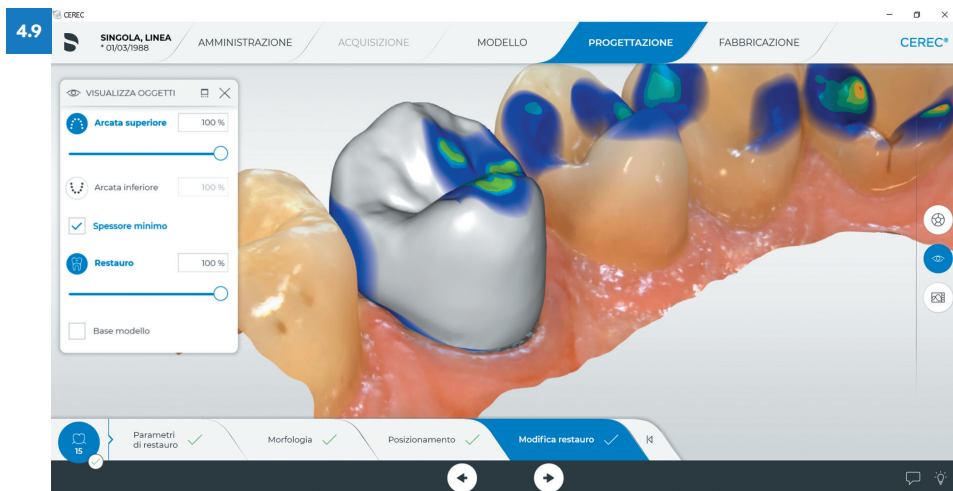 4.9
CEREC
SINGOLA, LINEA
* 01/03/1988
AMMINISTRAZIONE
ACQUISIZIONE
MODELLO
PROGETTAZIONE
FABBRICAZIONE
CEREC®
VISUALIZZA OGGETTI
Arcata superiore 100 %
Arcata inferiore 100 %
Spessore minimo
Restauro 100 %
Base modello
15
Parametri
di restauro
Morfologia
Posizionamento
Modifica restauro